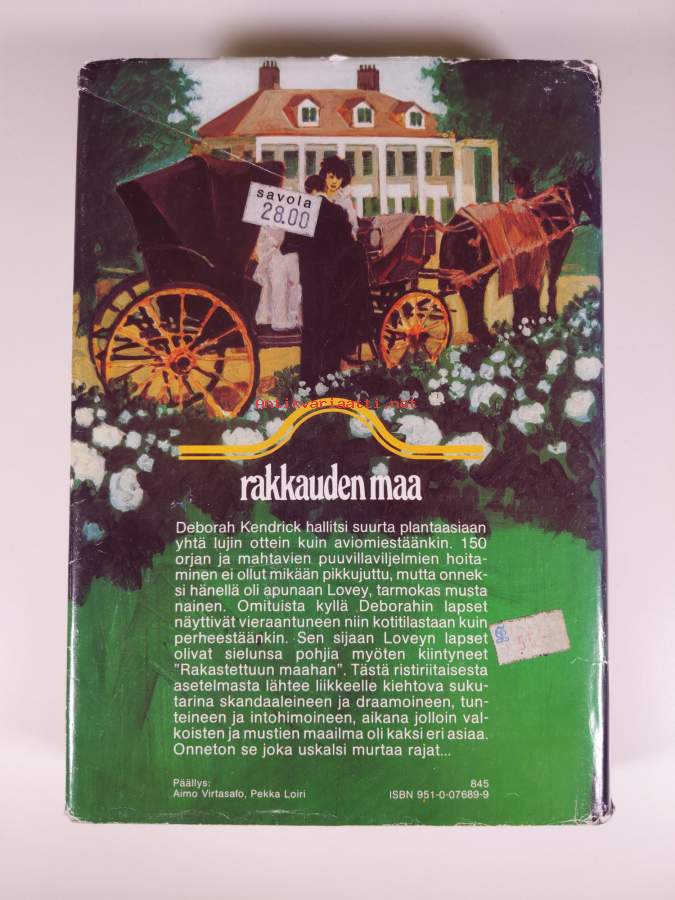 savola
28.00
Antikvariaatti.net
rakkauden maa
Deborah Kendrick hallitsi suurta plantaasiaan
yhtä lujin ottein kuin aviomiestäänkin. 150
orjan ja mahtavien puuvillaviljelmien hoita-
minen ei ollut mikään pikkujuttu, mutta onnek-
si hänellä oli apunaan Lovey, tarmokas musta
nainen. Omituista kyllä Deborahin lapset
näyttivät vieraantuneen niin kotitilastaan kuin
perheestäänkin. Sen sijaan Loveyn lapset
olivat sielunsa pohjia myöten kiintyneet
"Rakastettuun maahan". Tästä ristiriitaisesta
asetelmasta lähtee liikkeelle kiehtova suku-
tarina skandaaleineen ja draamoineen, tun-
teineen ja intohimoineen, aikana jolloin val-
koisten ja mustien maailma oli kaksi eri asiaa.
Onneton se joka uskalsi murtaa rajat...
Päällys:
Aimo Virtasafo, Pekka Loiri
845
ISBN 951-0-07689-9